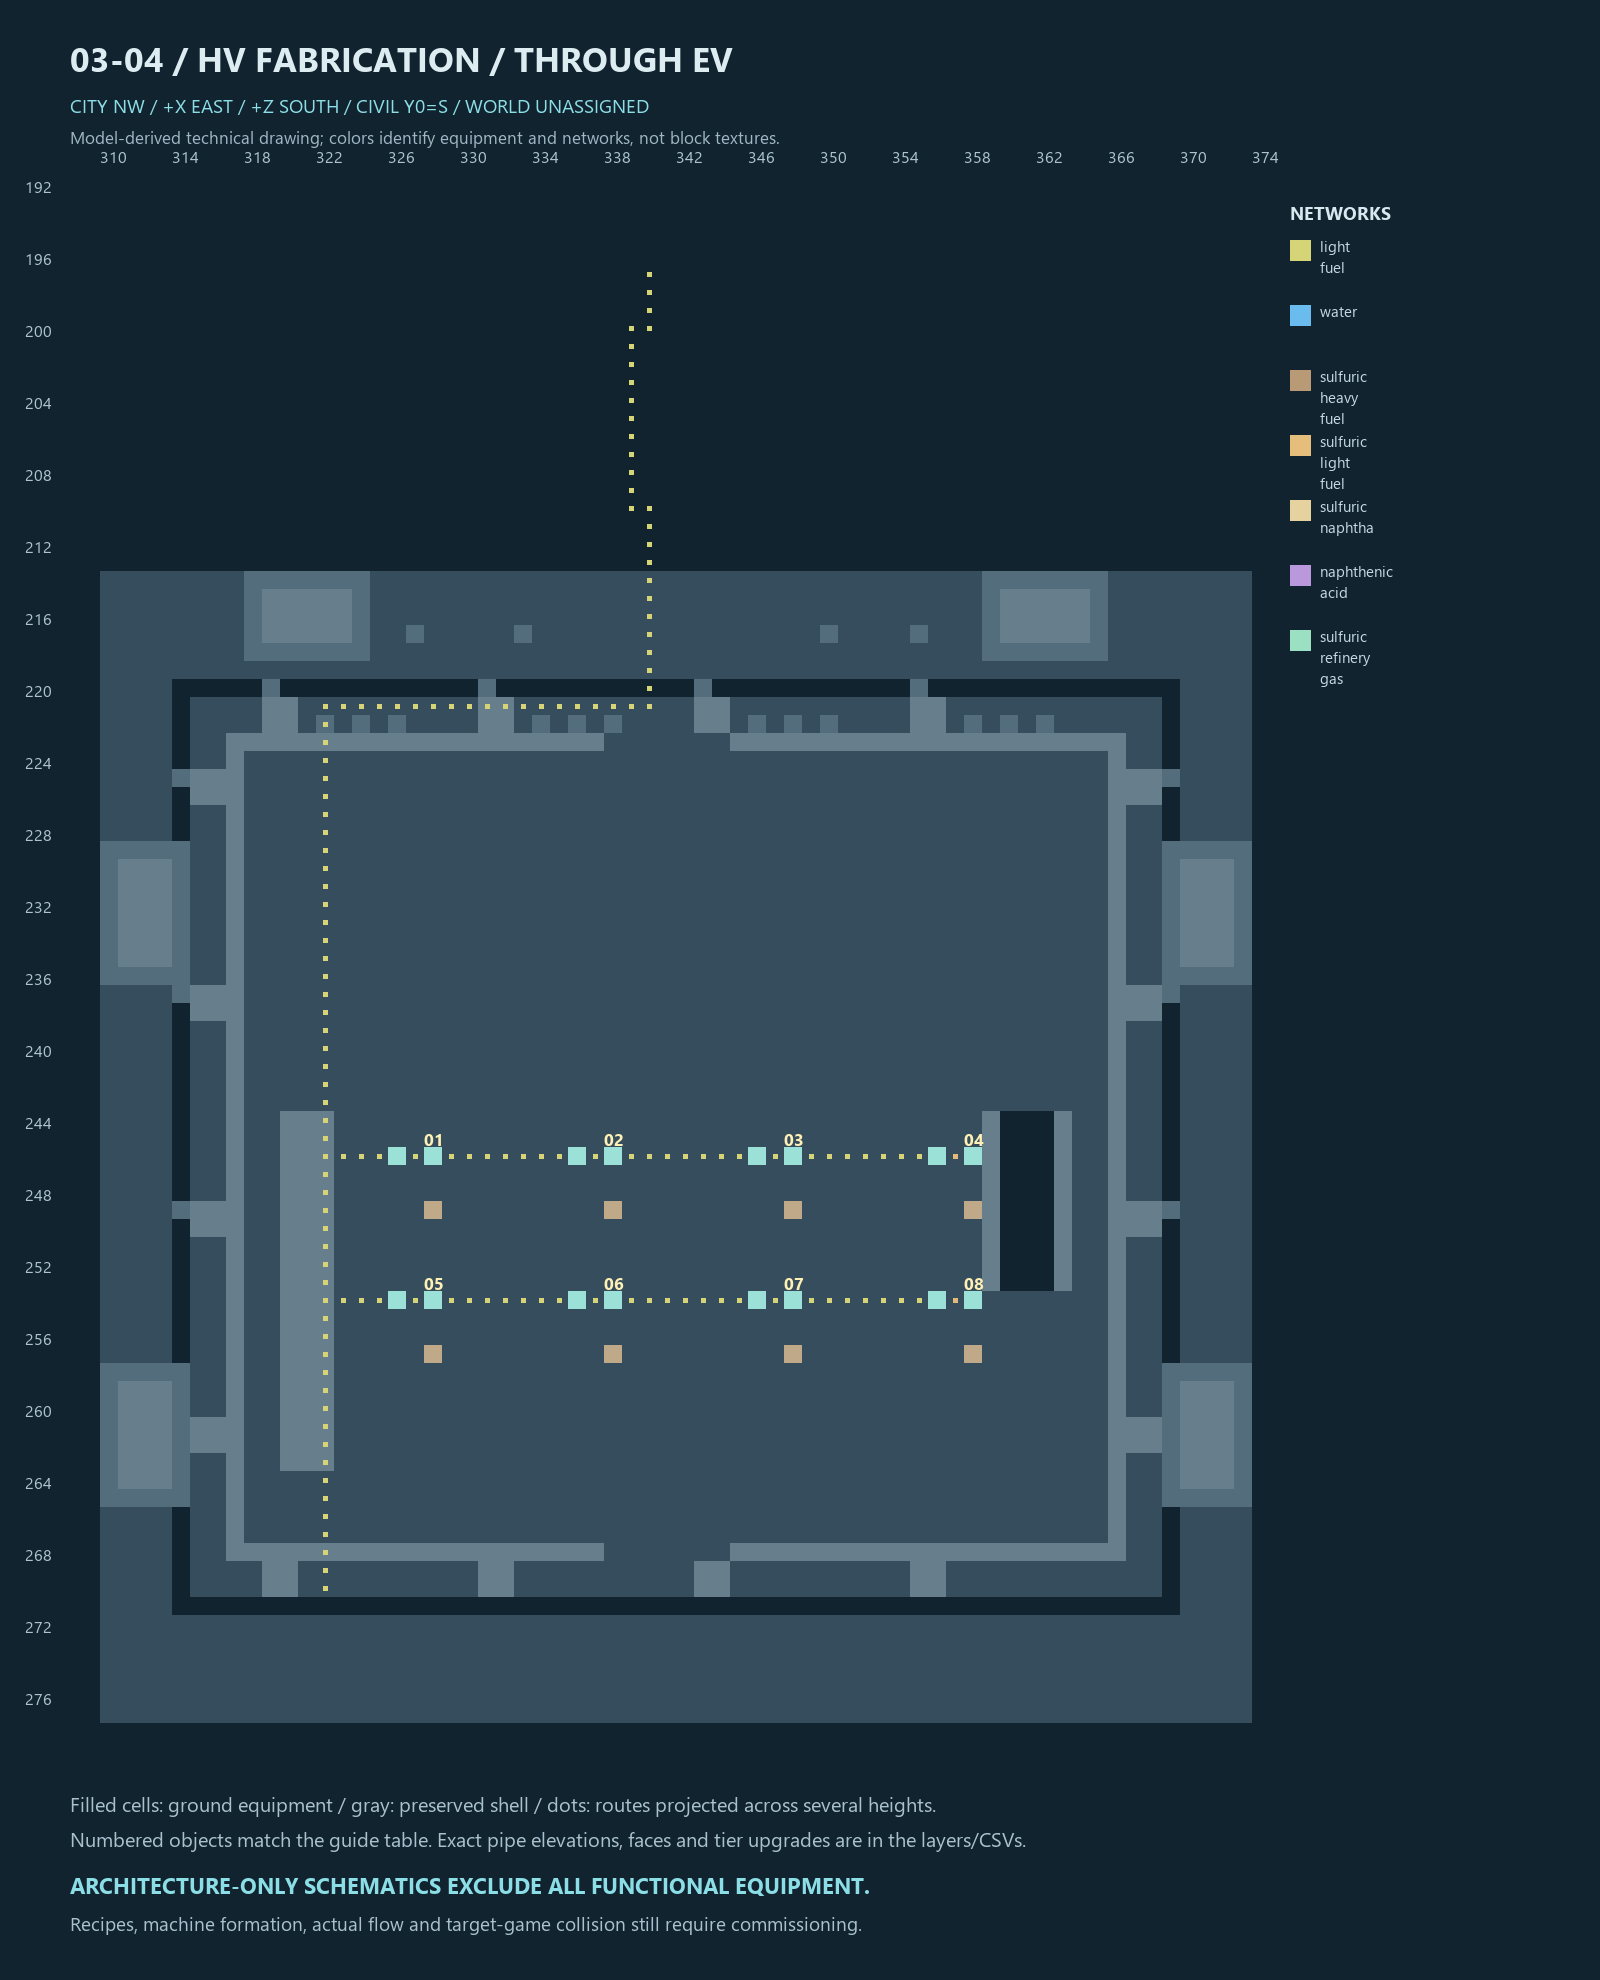 03-04 / HV FABRICATION / THROUGH EV
CITY NW / +X EAST / +Z SOUTH / CIVIL Y0=S / WORLD UNASSIGNED
Model-derived technical drawing; colors identify equipment and networks, not block textures.
310 314 318 322 326 330 334 338 342 346 350 354 358 362 366 370 374
192
196
200
204
208
212
216
220
224
228
232
236
240
244
248
252
256
260
264
268
272
276
NETWORKS
light
fuel
water
sulfuric
heavy
fuel
sulfuric
light
fuel
sulfuric
naphtha
naphthenic
acid
sulfuric
refinery
gas
01 02 03 04
05 06 07 08
Filled cells: ground equipment / gray: preserved shell / dots: routes projected across several heights.
Numbered objects match the guide table. Exact pipe elevations, faces and tier upgrades are in the layers/CSVs.
ARCHITECTURE-ONLY SCHEMATICS EXCLUDE ALL FUNCTIONAL EQUIPMENT.
Recipes, machine formation, actual flow and target-game collision still require commissioning.